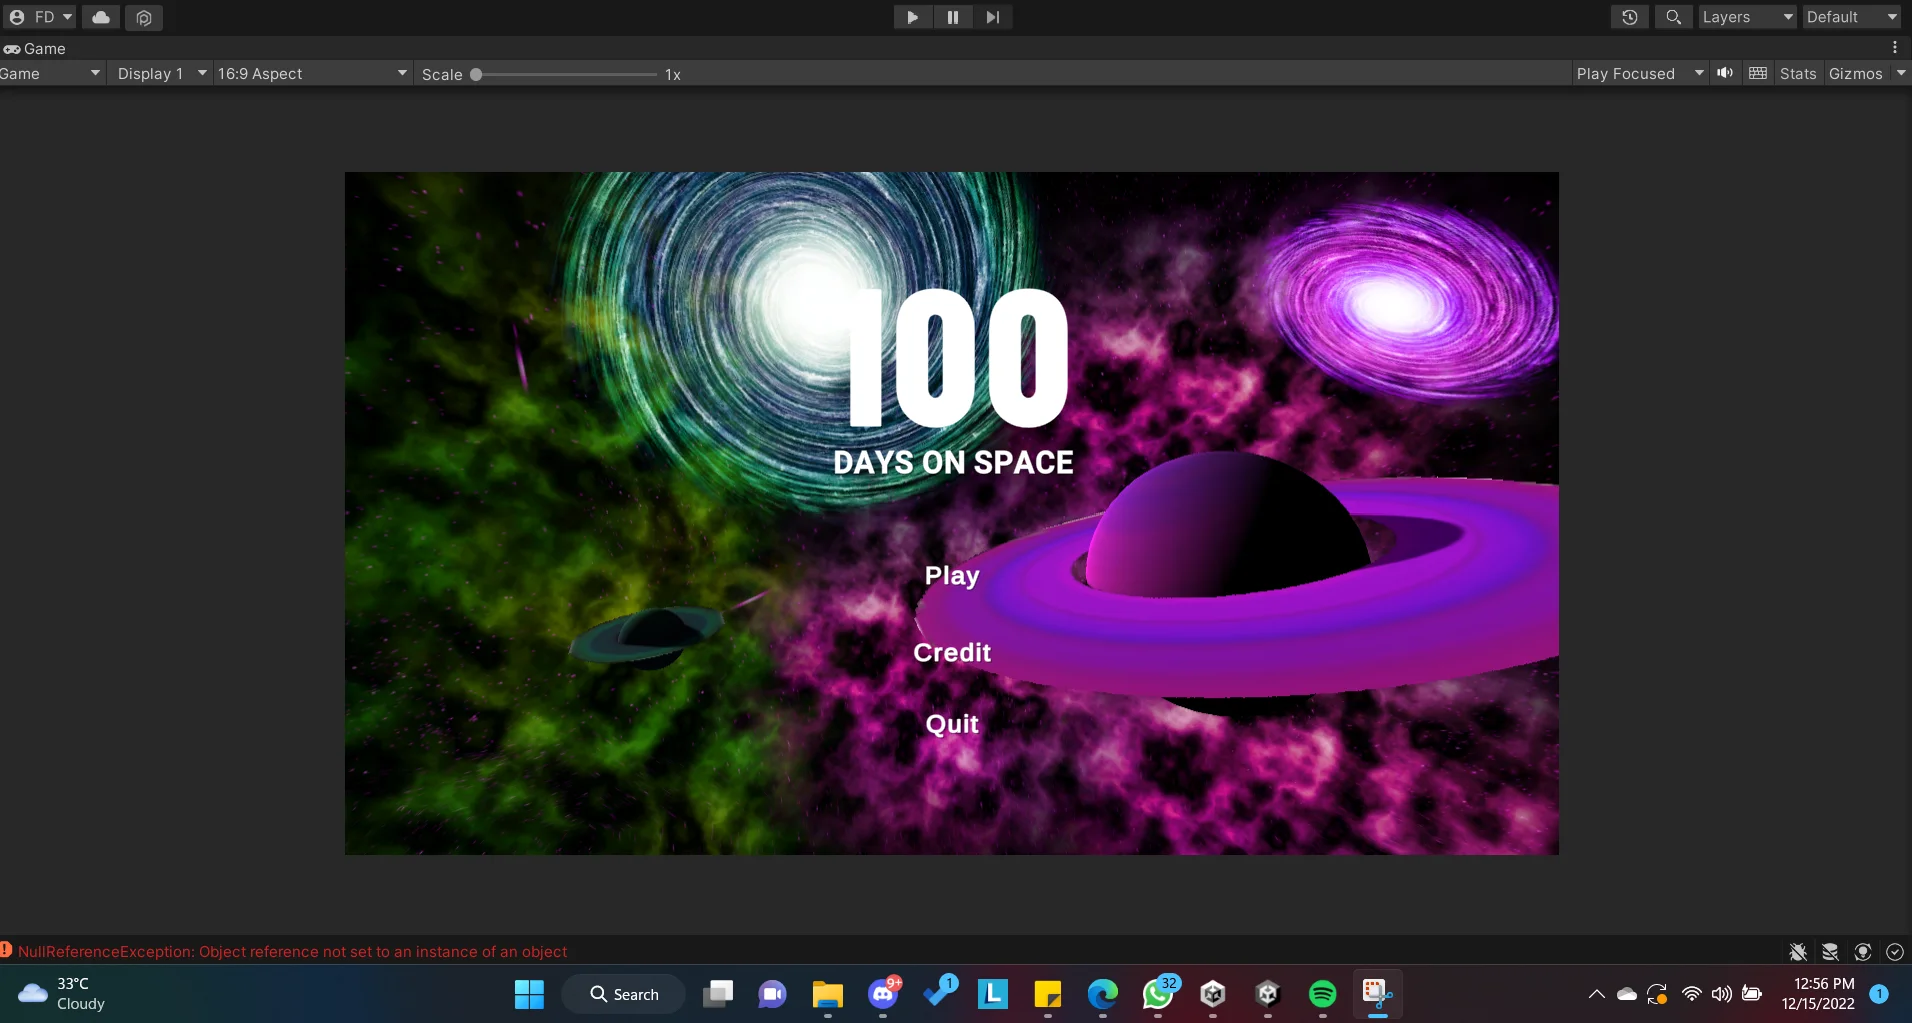 FD
Layers
Default
Game
Game
Display 1
16:9 Aspect
Scale
1x
Play Focused
Stats
Gizmos
100
DAYS ON SPACE
Play
Credit
Quit
NullReferenceException: Object reference not set to an instance of an object
33°C
Cloudy
Search
9+
1
L
32
12:56 PM
12/15/2022
1